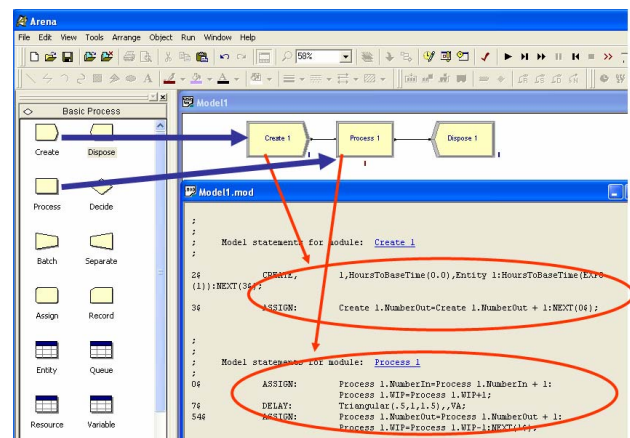 Arena
File Edit View Tools Arrange Object Run Window Help
58%
Basic Process
Create Dispose
Process Decide
Batch Separate
Assign Record
Entity Queue
Resource Variable
Model1
Create 1 Process 1 Dispose 1
Model1.mod
;
;
; Model statements for module: Create 1
;
2$ CREATE, 1,HoursToBaseTime(0.0),Entity 1:HoursToBaseTime(EXPO
(1)):NEXT(3$);
3$ ASSIGN: Create 1.NumberOut=Create 1.NumberOut + 1:NEXT(0$);
;
;
; Model statements for module: Process 1
;
0$ ASSIGN: Process 1.NumberIn=Process 1.NumberIn + 1:
Process 1.WIP=Process 1.WIP+1;
7$ DELAY: Triangular(.5,1,1.5),,VA;
54$ ASSIGN: Process 1.NumberOut=Process 1.NumberOut + 1:
Process 1.WIP=Process 1.WIP-1:NEXT(1$);